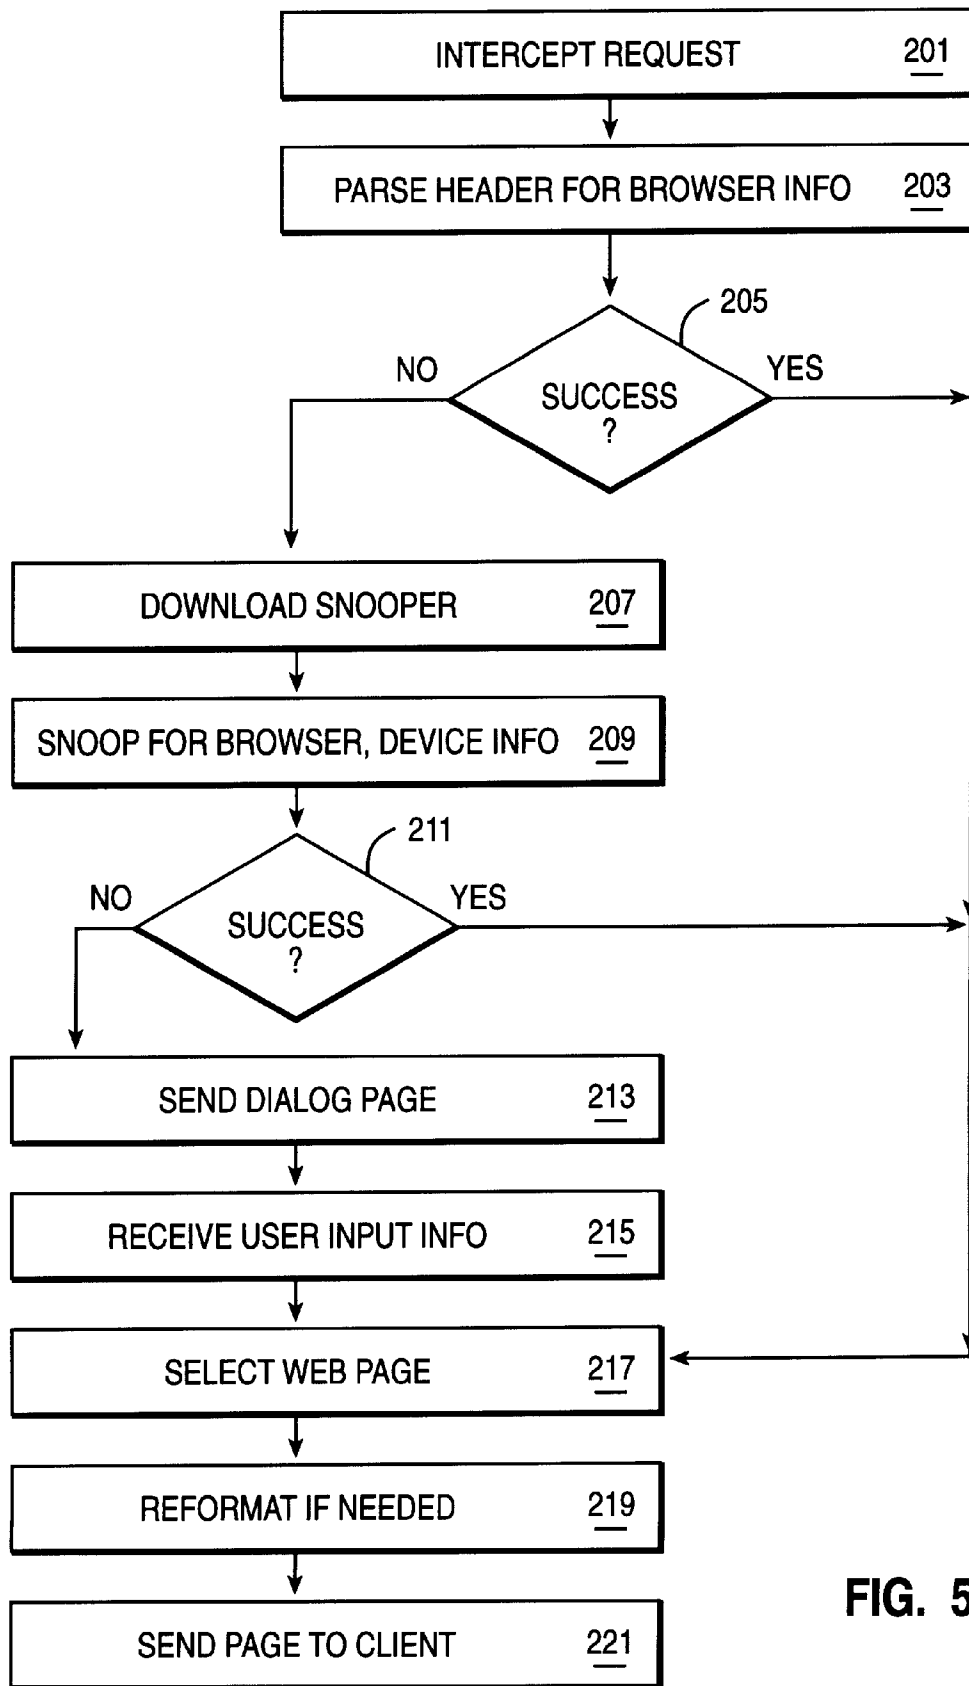 INTERCEPT REQUEST 201
PARSE HEADER FOR BROWSER INFO 203
205
NO
YES
SUCCESS
?
DOWNLOAD SNOOPER 207
SNOOP FOR BROWSER, DEVICE INFO 209
211
NO
YES
SUCCESS
?
SEND DIALOG PAGE 213
RECEIVE USER INPUT INFO 215
SELECT WEB PAGE 217
REFORMAT IF NEEDED 219
SEND PAGE TO CLIENT 221
FIG. 5